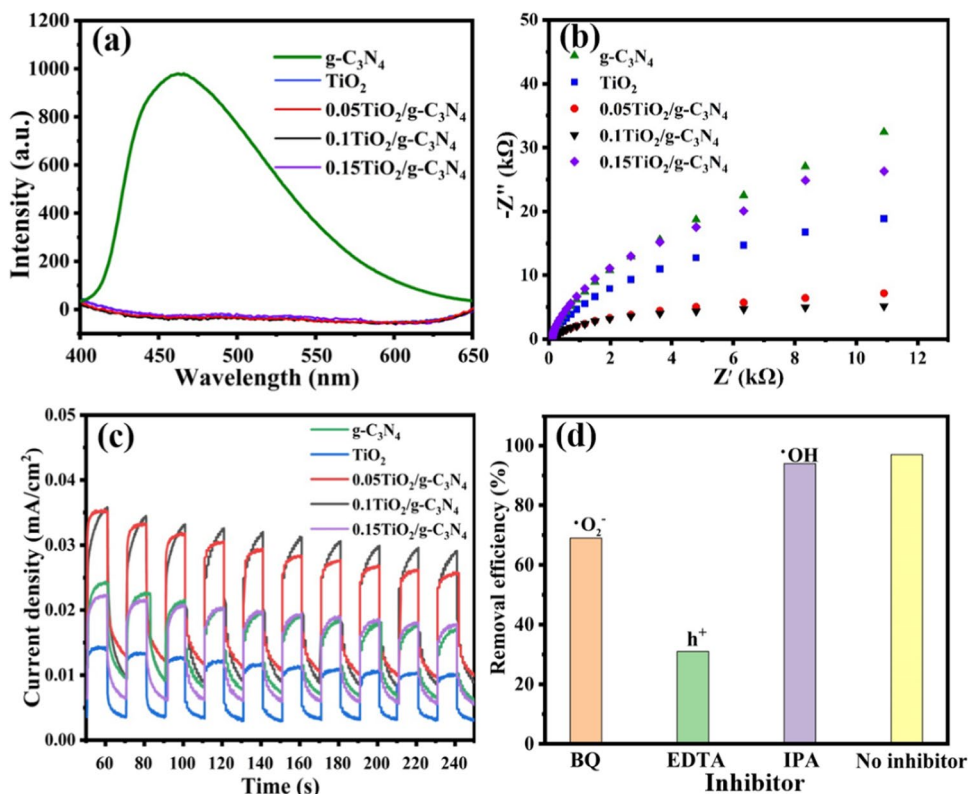 (a)
1200
1000
800
600
400
200
0
Intensity (a.u.)
g-C₃N₄
TiO₂
0.05TiO₂/g-C₃N₄
0.1TiO₂/g-C₃N₄
0.15TiO₂/g-C₃N₄
400 450 500 550 600 650
Wavelength (nm)
(b)
50
40
30
20
10
0
-Z'' (kΩ)
g-C₃N₄
TiO₂
0.05TiO₂/g-C₃N₄
0.1TiO₂/g-C₃N₄
0.15TiO₂/g-C₃N₄
0 2 4 6 8 10 12
Z' (kΩ)
(c)
0.05
0.04
0.03
0.02
0.01
0.00
Current density (mA/cm²)
g-C₃N₄
TiO₂
0.05TiO₂/g-C₃N₄
0.1TiO₂/g-C₃N₄
0.15TiO₂/g-C₃N₄
60 80 100 120 140 160 180 200 220 240
Time (s)
(d)
100
80
60
40
20
0
Removal efficiency (%)
·O₂⁻
h⁺
·OH
BQ EDTA IPA No inhibitor
Inhibitor